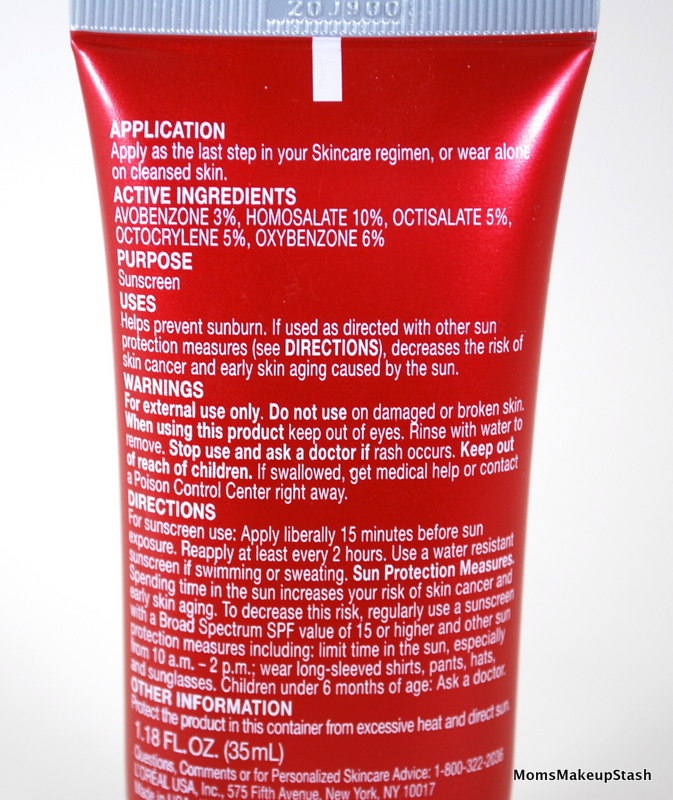 20J900
APPLICATION
Apply as the last step in your Skincare regimen, or wear alone
on cleansed skin.
ACTIVE INGREDIENTS
AVOBENZONE 3%, HOMOSALATE 10%, OCTISALATE 5%,
OCTOCRYLENE 5%, OXYBENZONE 6%
PURPOSE
Sunscreen
USES
Helps prevent sunburn. If used as directed with other sun
protection measures (see DIRECTIONS), decreases the risk of
skin cancer and early skin aging caused by the sun.
WARNINGS
For external use only. Do not use on damaged or broken skin.
When using this product keep out of eyes. Rinse with water to
remove. Stop use and ask a doctor if rash occurs. Keep out
of reach of children. If swallowed, get medical help or contact
a Poison Control Center right away.
DIRECTIONS
For sunscreen use: Apply liberally 15 minutes before sun
exposure. Reapply at least every 2 hours. Use a water resistant
sunscreen if swimming or sweating. Sun Protection Measures.
Spending time in the sun increases your risk of skin cancer and
early skin aging. To decrease this risk, regularly use a sunscreen
with a Broad Spectrum SPF value of 15 or higher and other sun
protection measures including: limit time in the sun, especially
from 10 a.m. – 2 p.m.; wear long-sleeved shirts, pants, hats,
and sunglasses. Children under 6 months of age: Ask a doctor.
OTHER INFORMATION
Protect the product in this container from excessive heat and direct sun.
1.18 FL.OZ. (35mL)
Questions, Comments or for Personalized Skincare Advice: 1-800-322-2036
L'ORÉAL USA, Inc., 575 Fifth Avenue, New York, NY 10017
Made in USA
MomsMakeupStash